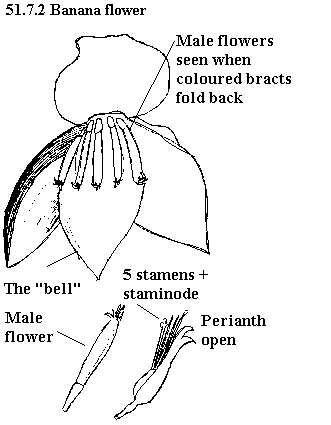 51.7.2 Banana flower
Male flowers
seen when
coloured bracts
fold back
The "bell"
5 stamens +
staminode
Male
flower
Perianth
open